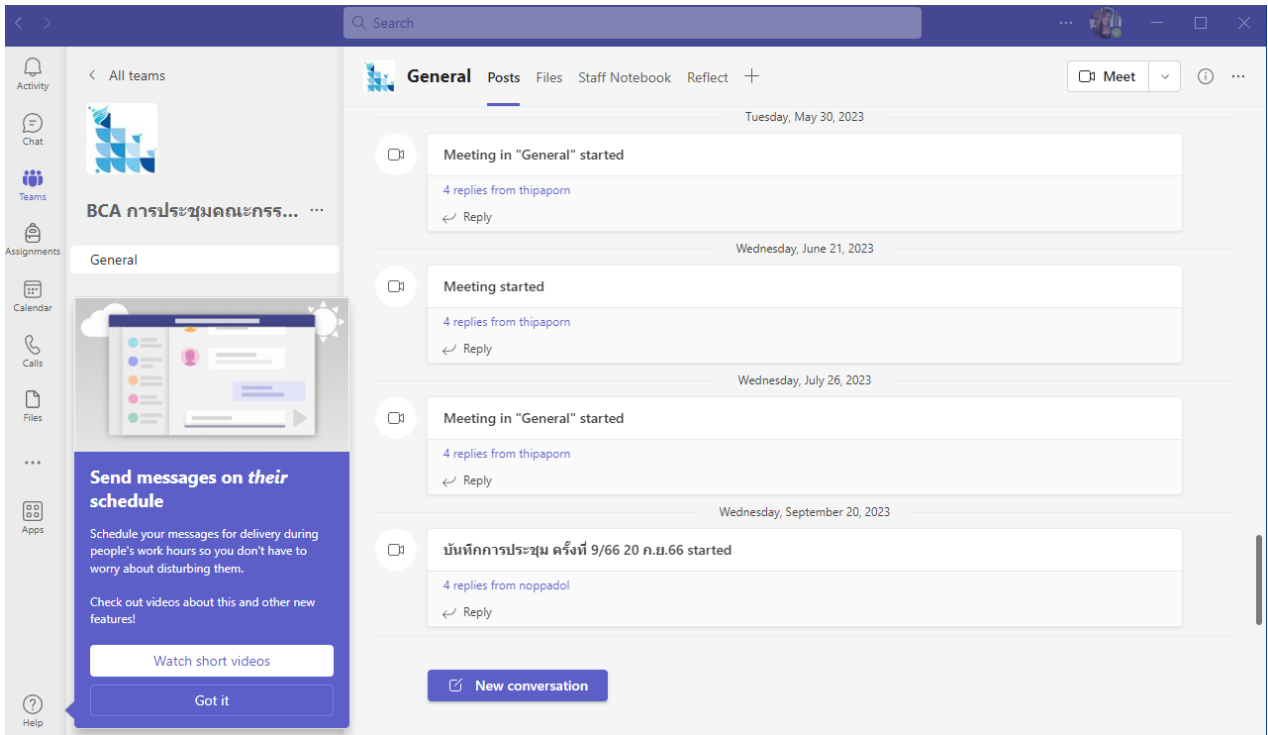 Search
Activity
Chat
Teams
Assignments
Calendar
Calls
Files
Apps
Help
All teams
BCA การประชุมคณะกรร...
General
Send messages on their
schedule
Schedule your messages for delivery during
people's work hours so you don't have to
worry about disturbing them.
Check out videos about this and other new
features!
Watch short videos
Got it
General Posts Files Staff Notebook Reflect
Meet
Tuesday, May 30, 2023
Meeting in "General" started
4 replies from thipaporn
Reply
Wednesday, June 21, 2023
Meeting started
4 replies from thipaporn
Reply
Wednesday, July 26, 2023
Meeting in "General" started
4 replies from thipaporn
Reply
Wednesday, September 20, 2023
บันทึกการประชุม ครั้งที่ 9/66 20 ก.ย.66 started
4 replies from noppadol
Reply
New conversation